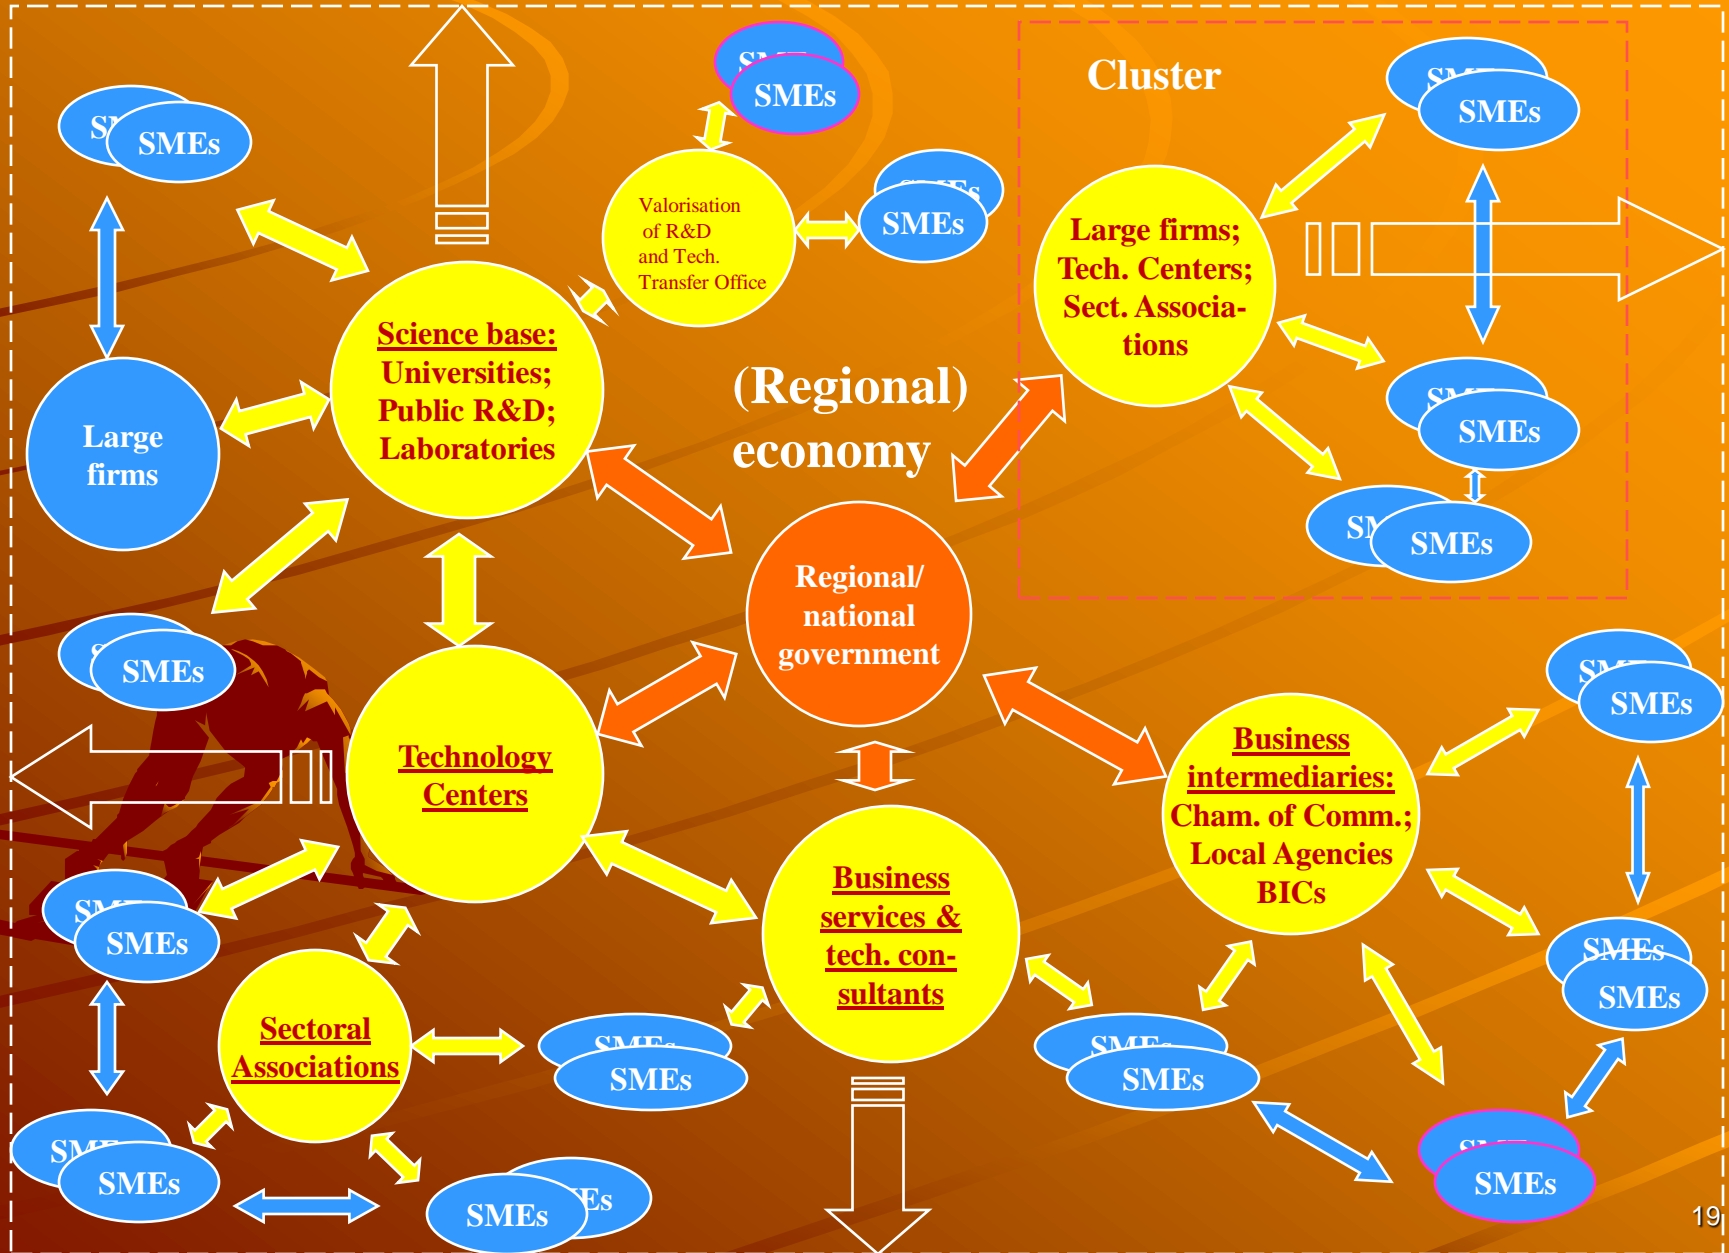 SMEs
Cluster
SMEs
SMEs
SMEs
Valorisation
of R&D
and Tech.
Transfer Office
SMEs
SMEs
Large firms;
Tech. Centers;
Sect. Associa-
tions
Science base:
Universities;
Public R&D;
Laboratories
(Regional)
economy
Large
firms
SMEs
SMEs
Regional/
national
government
SMEs
SMEs
Technology
Centers
Business
intermediaries:
Cham. of Comm.;
Local Agencies
BICs
Business
services &
tech. con-
sultants
SMEs
SMEs
SMEs
Sectoral
Associations
SMEs
SMEs
SMEs
SMEs
SMEs
SMEs
SMEs
19